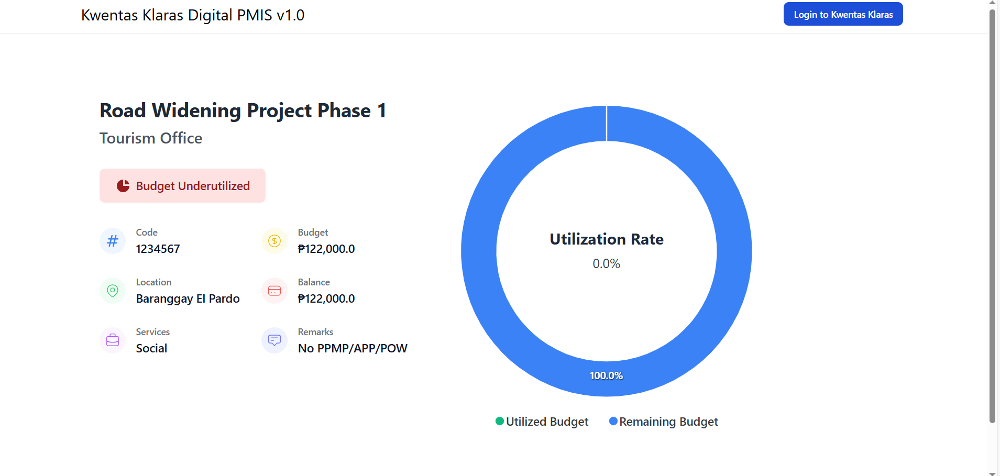 Kwentas Klaras Digital PMIS v1.0
Login to Kwentas Klaras
Road Widening Project Phase 1
Tourism Office
Budget Underutilized
Code
1234567
Budget
₱122,000.0
Location
Baranggay El Pardo
Balance
₱122,000.0
Services
Social
Remarks
No PPMP/APP/POW
Utilization Rate
0.0%
100.0%
Utilized Budget
Remaining Budget